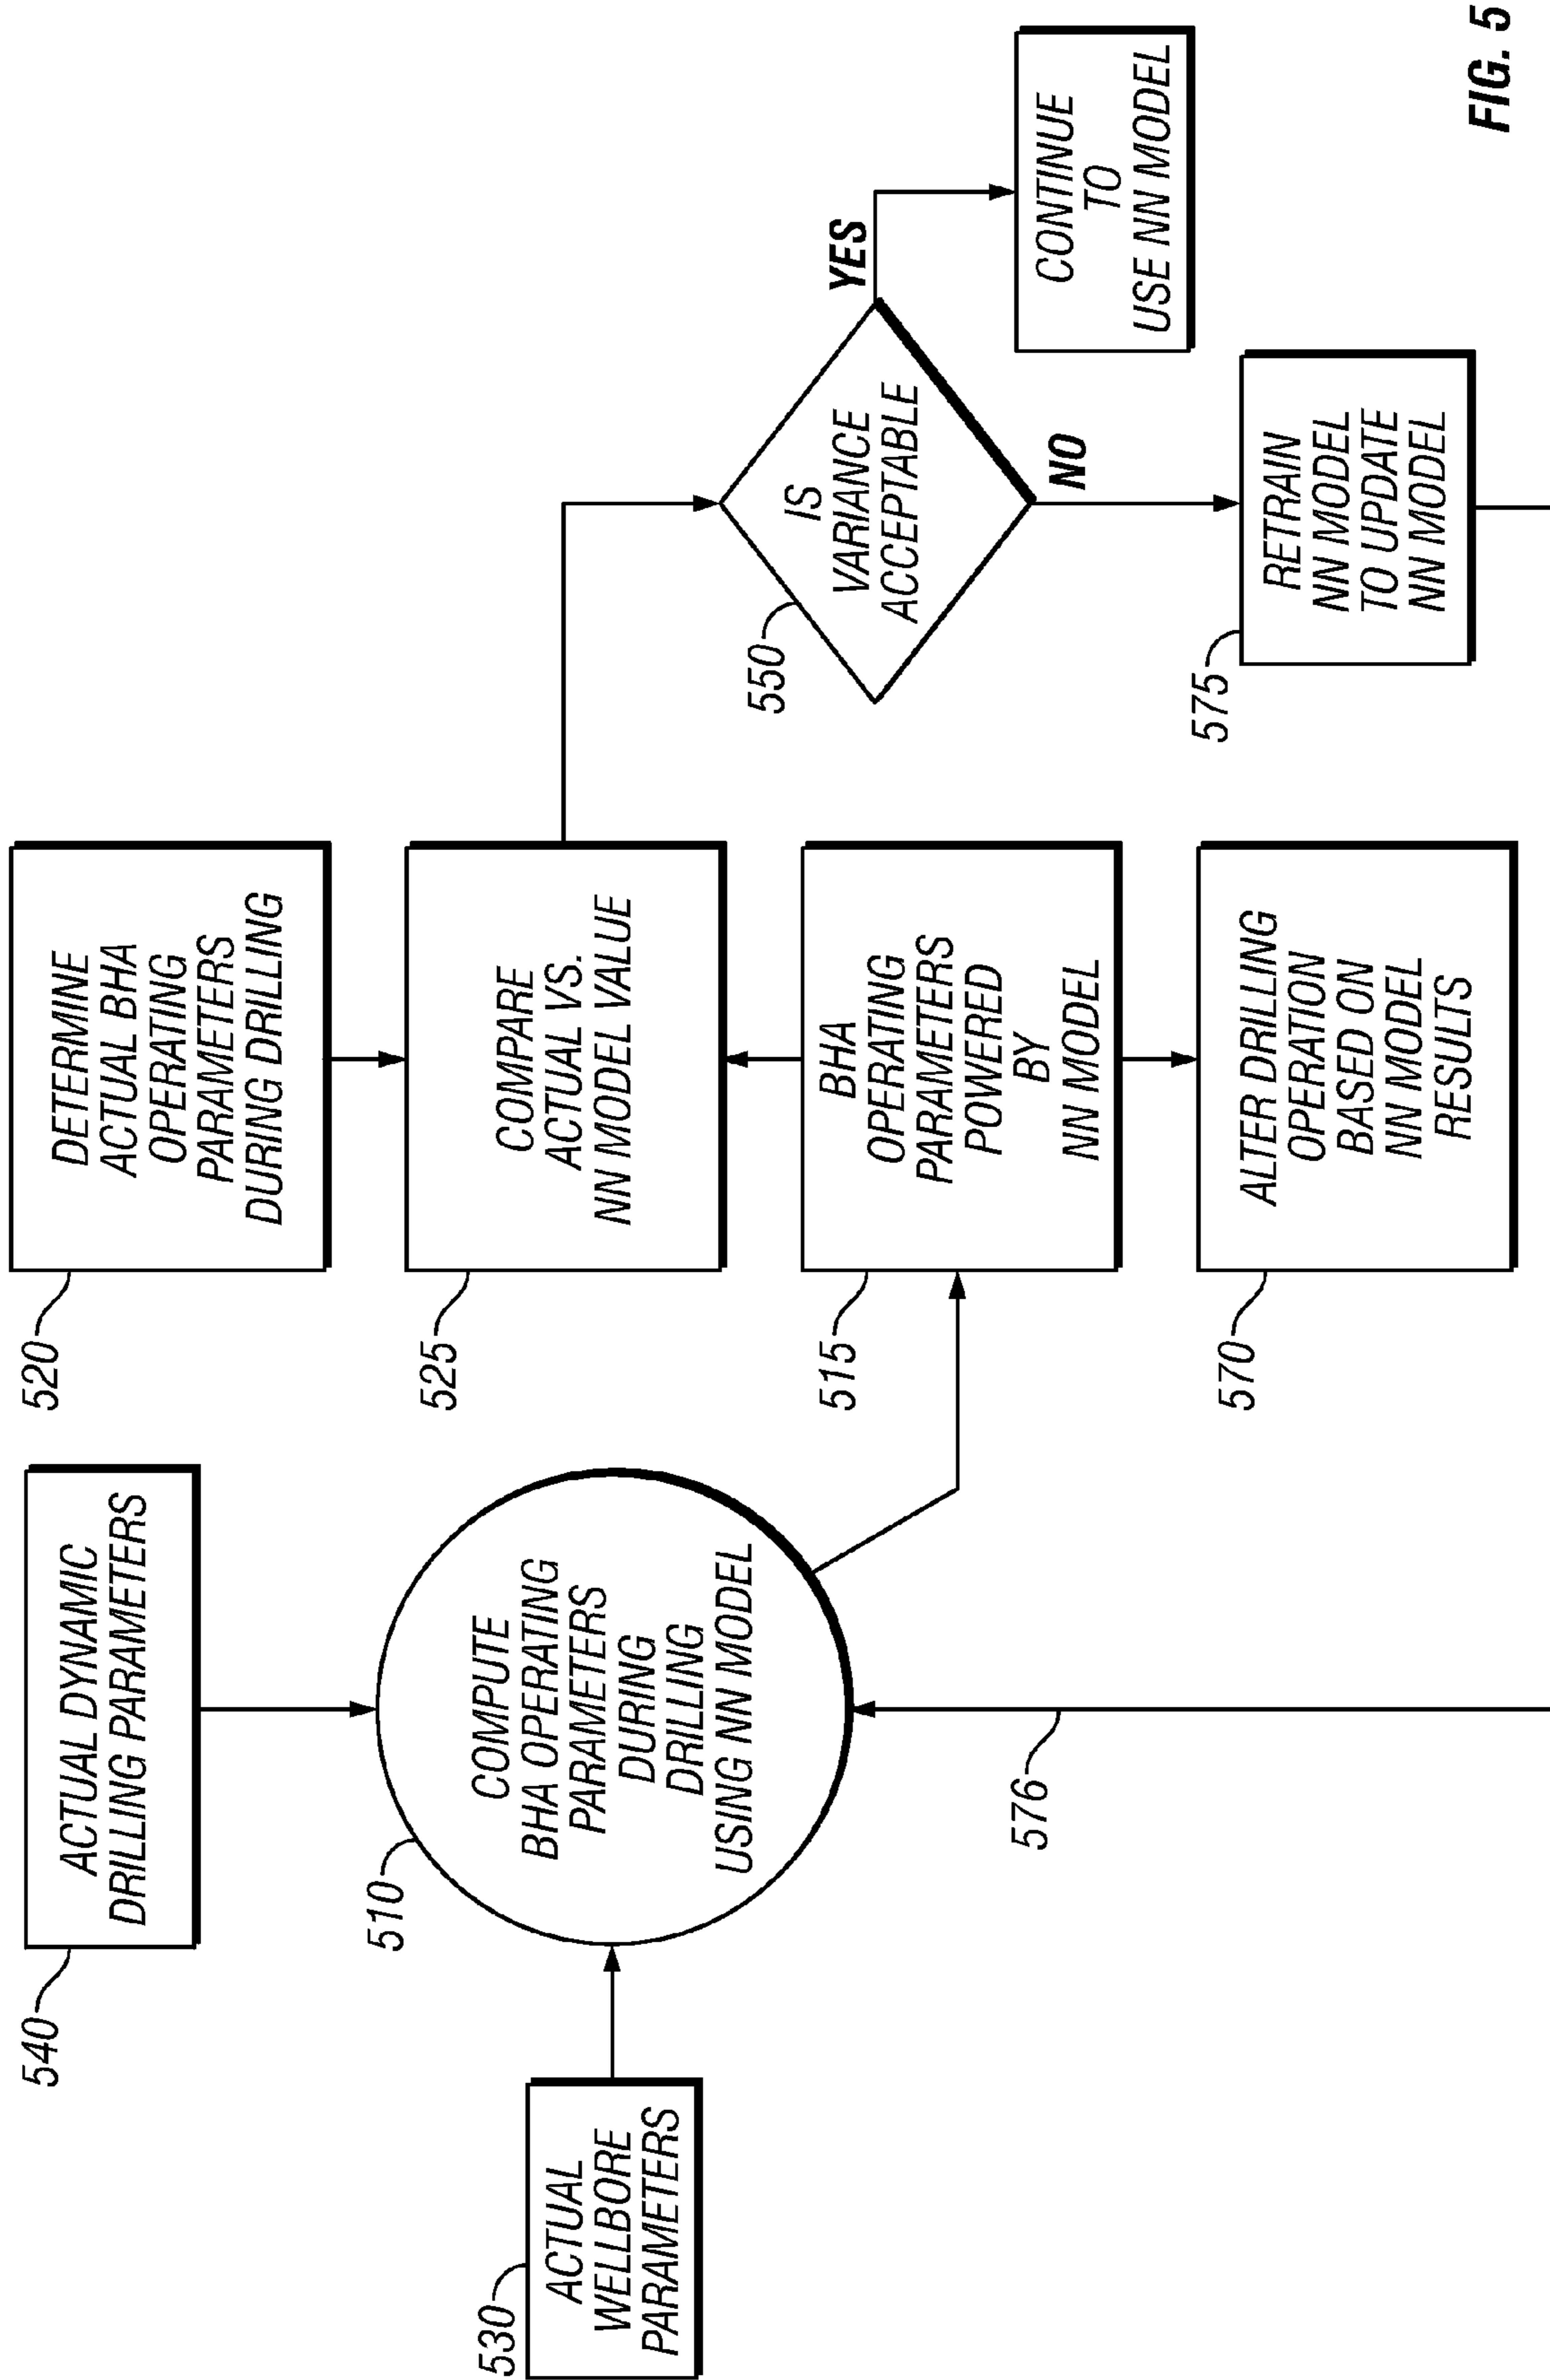 540
ACTUAL DYNAMIC
DRILLING PARAMETERS
530
ACTUAL
WELLBORE
PARAMETERS
510
COMPUTE
BHA OPERATING
PARAMETERS
DURING
DRILLING
USING NN MODEL
576
520
DETERMINE
ACTUAL BHA
OPERATING
PARAMETERS
DURING DRILLING
525
COMPARE
ACTUAL VS.
NN MODEL VALUE
515
BHA
OPERATING
PARAMETERS
POWERED
BY
NN MODEL
570
ALTER DRILLING
OPERATION
BASED ON
NN MODEL
RESULTS
550
IS
VARIANCE
ACCEPTABLE
YES
NO
CONTINUE
TO
USE NN MODEL
575
RETRAIN
NN MODEL
TO UPDATE
NN MODEL
FIG. 5